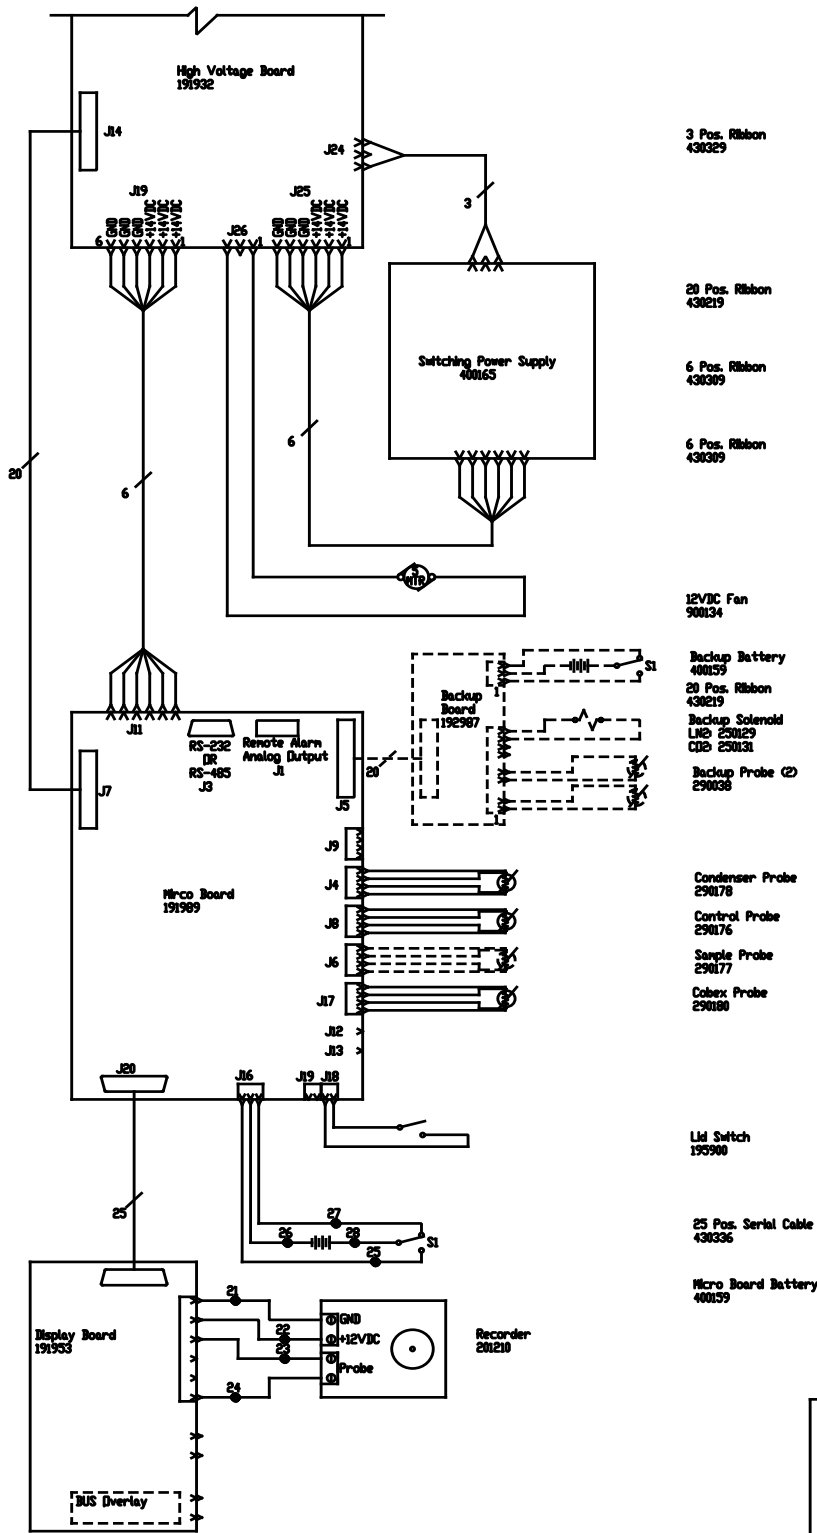 High Voltage Board
191932
J14
J24
3 Pos. Ribbon
430329
J19
J25
GND
GND
GND
+14VDC
+14VDC
+14VDC
GND
GND
GND
+14VDC
+14VDC
+14VDC
3
6
1
J26
1
1
20 Pos. Ribbon
430219
Switching Power Supply
400165
6 Pos. Ribbon
430309
6
6 Pos. Ribbon
430309
20
6
5
MTR
12VDC Fan
900134
S1
Backup Battery
400159
1
Backup
Board
192987
20 Pos. Ribbon
430219
J11
RS-232
OR
RS-485
J3
Remote Alarm
Analog Output
J1
Backup Solenoid
LN2: 250129
CO2: 250131
20
Backup Probe (2)
290038
J7
J5
1
J9
Mirco Board
191989
J4
Condenser Probe
290178
J8
Control Probe
290176
J6
Sample Probe
290177
J17
Cobex Probe
290180
J12
J13
J20
J16
J19
J18
Lid Switch
195900
25
27
26
28
S1
25
25 Pos. Serial Cable
430336
Micro Board Battery
400159
21
GND
Display Board
191953
22
+12VDC
Recorder
201210
23
Probe
24
BUS Overlay